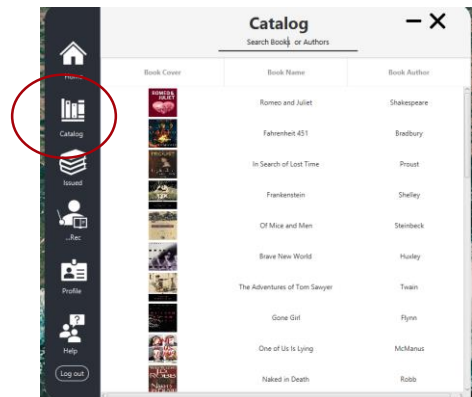 Catalog
Search Books or Authors
Home
Catalog
Issued
...Rec
Profile
Help
Log out
Book Cover Book Name Book Author
ROMEO &
JULIET
Romeo and Juliet Shakespeare
Fahrenheit 451 Bradbury
In Search of Lost Time Proust
Frankenstein Shelley
Of Mice and Men Steinbeck
Brave New World Huxley
The Adventures of Tom Sawyer Twain
Gone Girl Flynn
One of Us Is Lying McManus
Naked in Death Robb